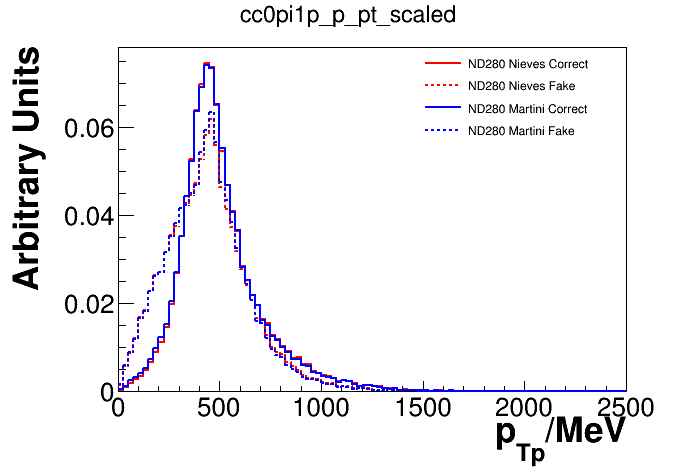 cc0pi1p_p_pt_scaled
Arbitrary Units
ND280 Nieves Correct
ND280 Nieves Fake
ND280 Martini Correct
ND280 Martini Fake
0.06
0.04
0.02
0
0 500 1000 1500 2000 2500
p_Tp/MeV